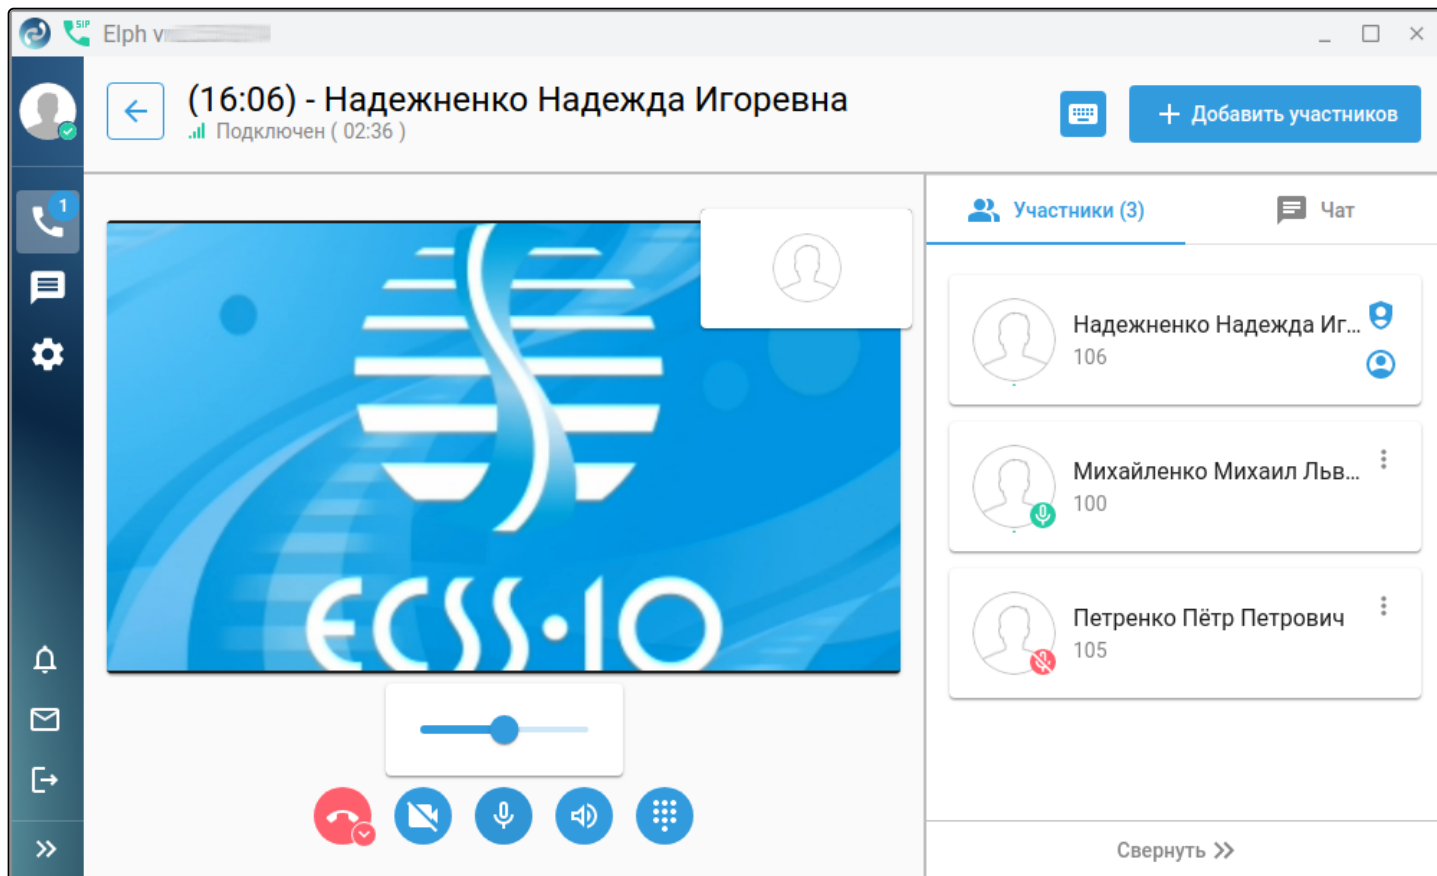 SIP
Elph
(16:06) - Надежненко Надежда Игоревна
Подключен ( 02:36 )
+ Добавить участников
1
Участники (3)
Чат
Надежненко Надежда Иг...
106
Михайленко Михаил Льв...
100
Петренко Пётр Петрович
105
ECSS·10
Свернуть